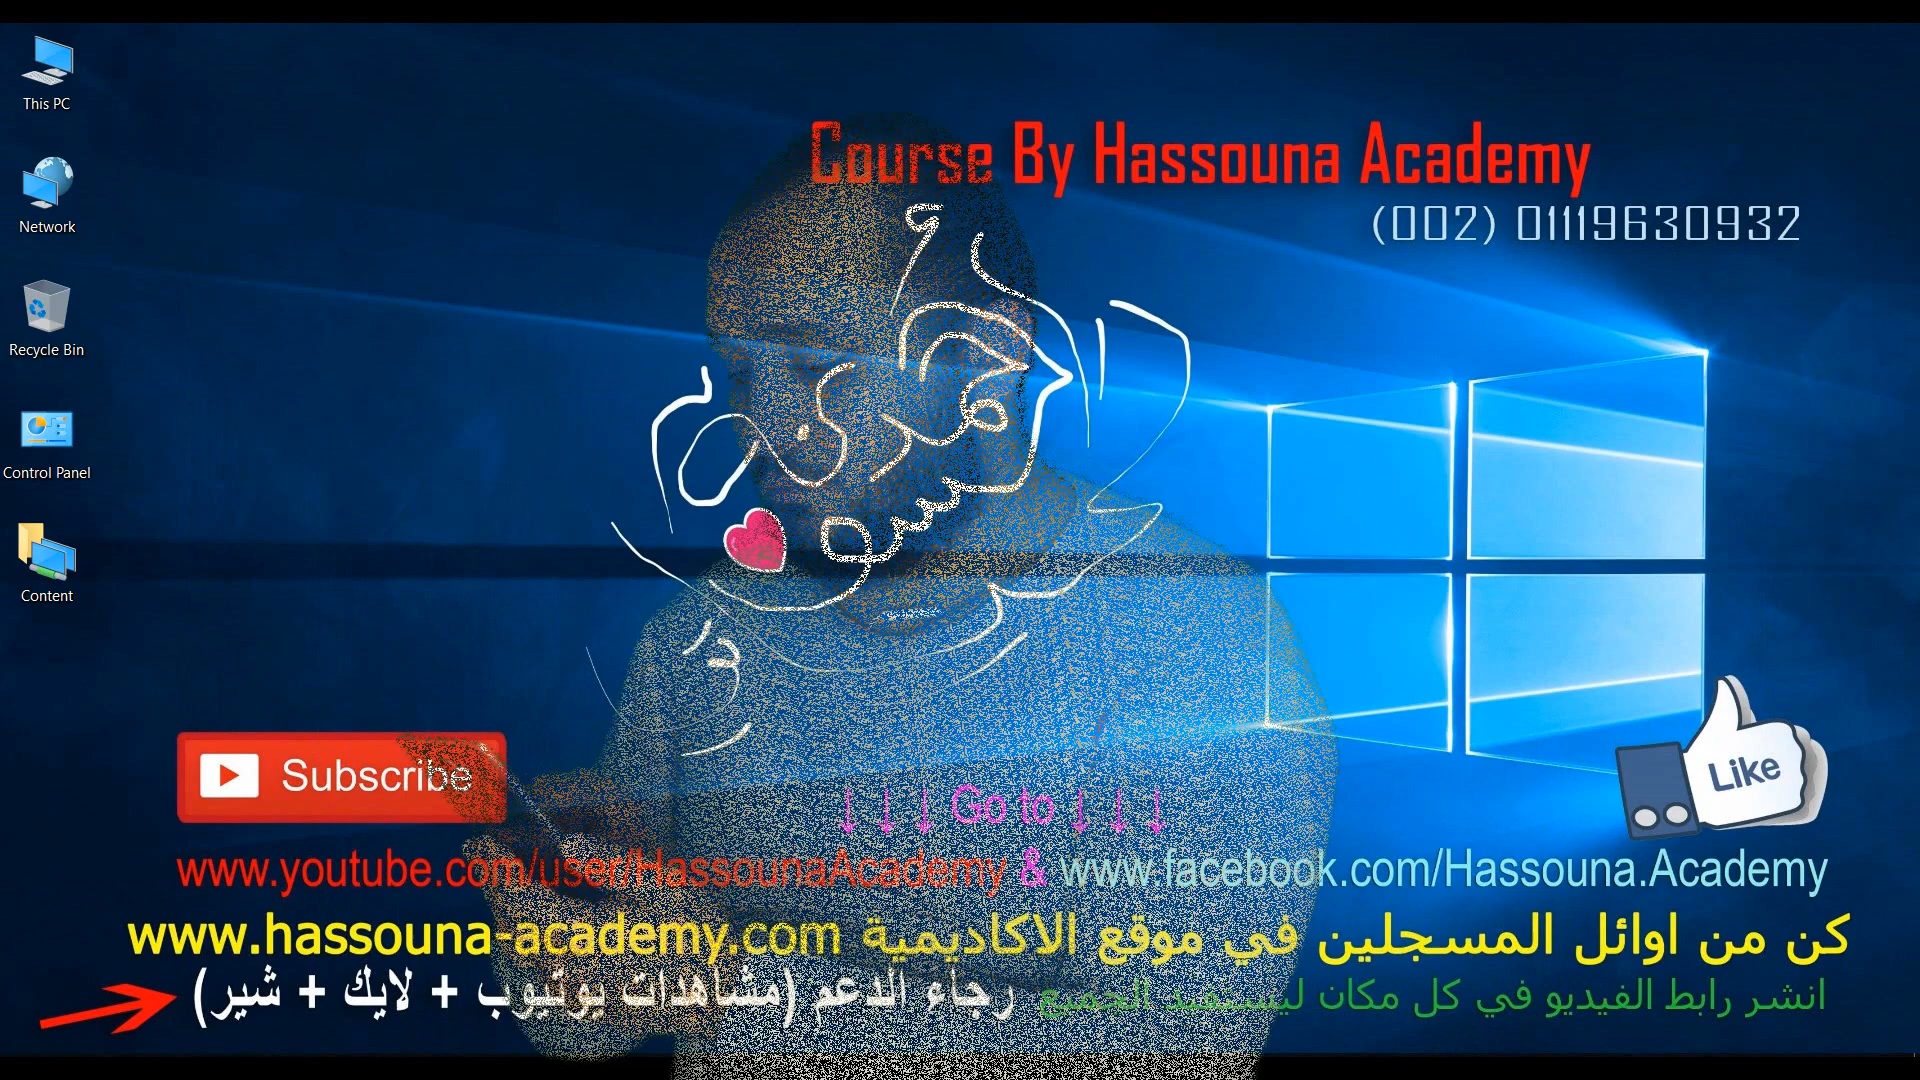 This PC
Network
Recycle Bin
Control Panel
Content
Course By Hassouna Academy
(002) 01119630932
Subscribe
Like
↓ ↓ ↓ Go to ↓ ↓ ↓
www.youtube.com/user/HassounaAcademy & www.facebook.com/Hassouna.Academy
كن من اوائل المسجلين في موقع الاكاديمية www.hassouna-academy.com
انشر رابط الفيديو في كل مكان ليستفيد الجميع رجاء الدعم (مشاهدات يوتيوب + لايك + شير)